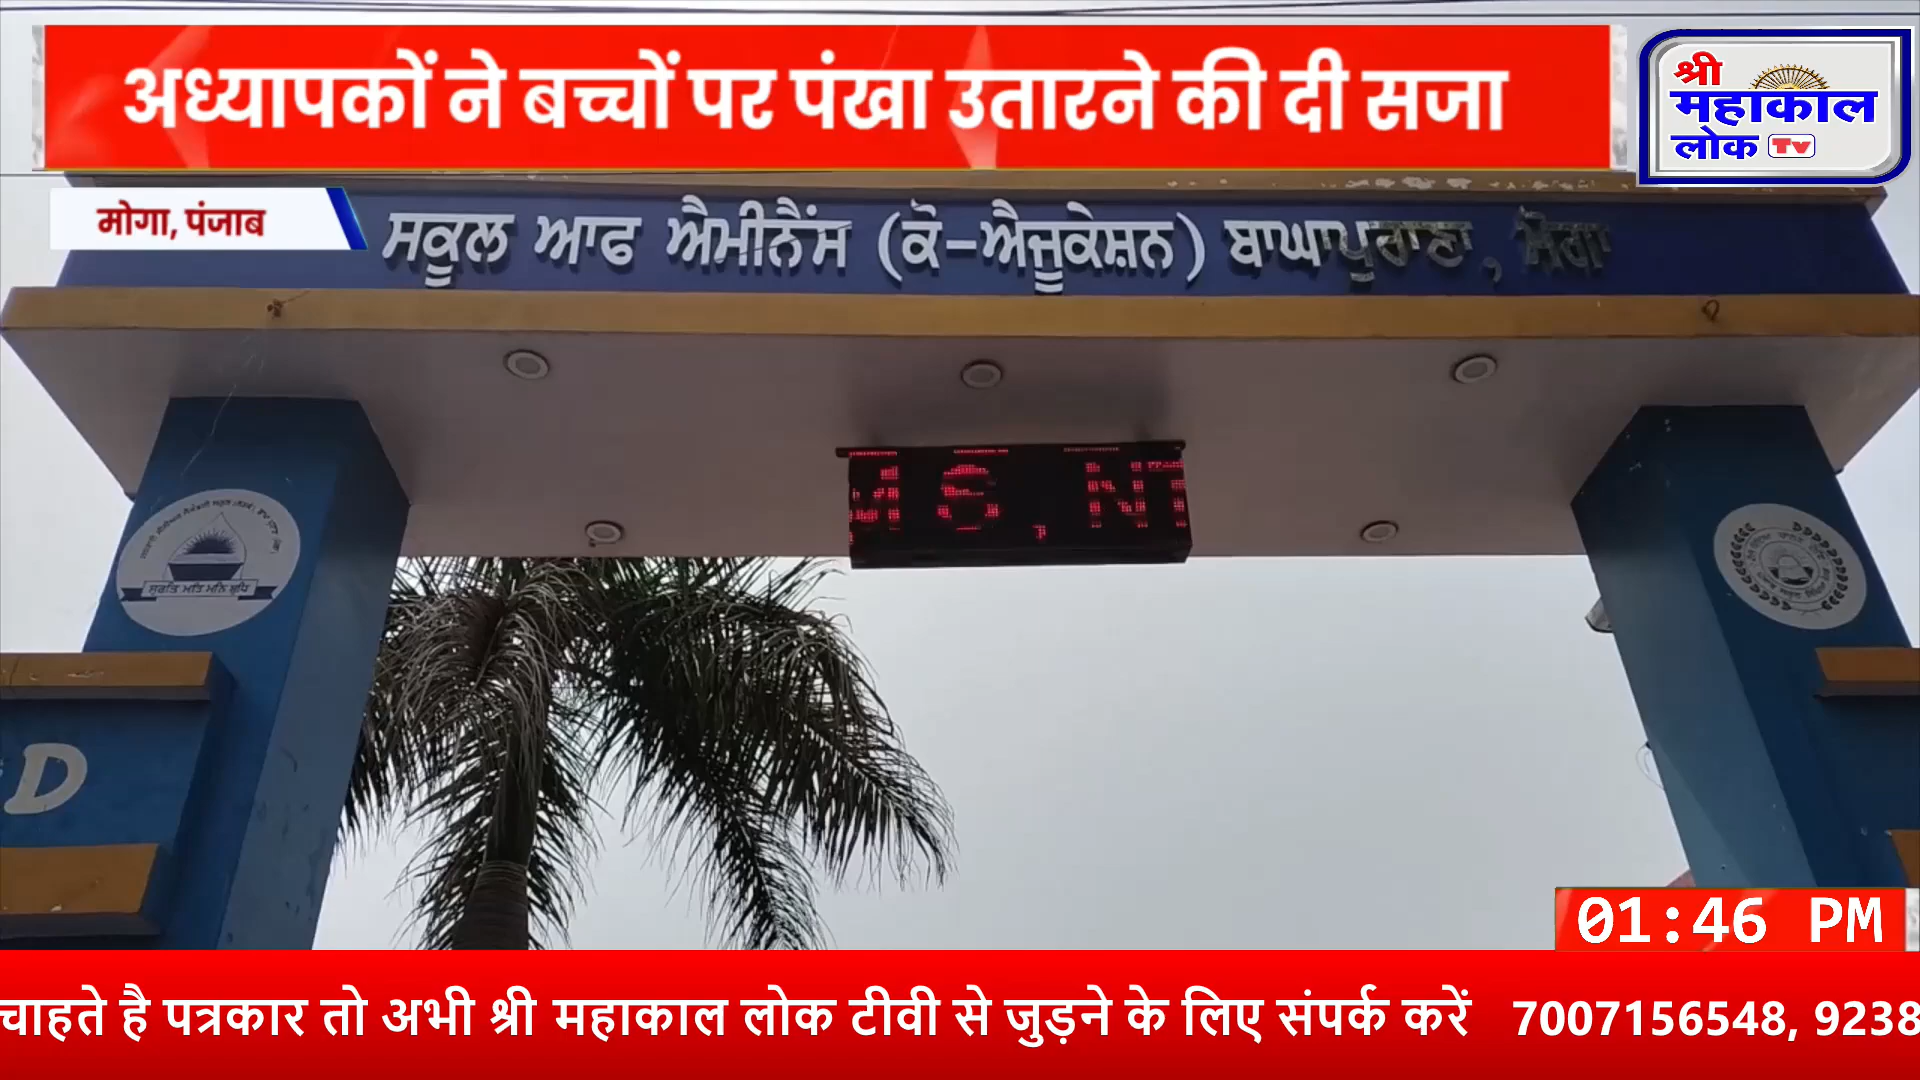 अध्यापकों ने बच्चों पर पंखा उतारने की दी सजा
श्री
महाकाल
लोक Tv
मोगा, पंजाब
ਸਕੂਲ ਆਫ ਐਮੀਨੈਂਸ (ਕੋ-ਐਜੂਕੇਸ਼ਨ) ਬਾਘਾਪੁਰਾਣਾ, ਮੋਗਾ
D
01:46 PM
चाहते है पत्रकार तो अभी श्री महाकाल लोक टीवी से जुड़ने के लिए संपर्क करें 7007156548, 9238